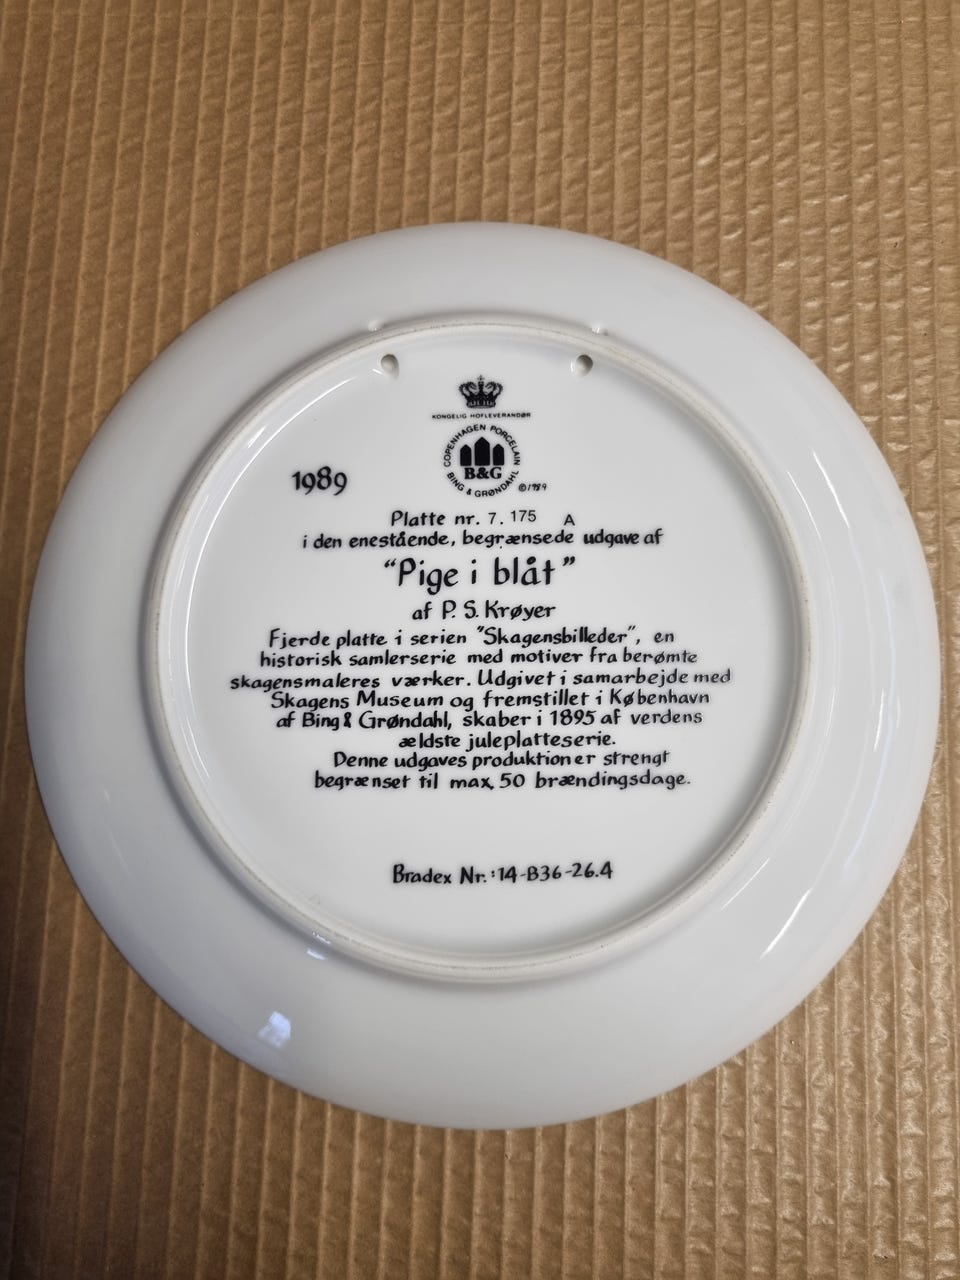 KONGELIG HOFLEVERANDØR
COPENHAGEN PORCELAIN
B&G
BING & GRØNDAHL
©1989
1989
Platte nr. 7.175 A
i den enestående, begrænsede udgave af
"Pige i blåt"
af P. S. Krøyer
Fjerde platte i serien "Skagensbilleder", en
historisk samlerserie med motiver fra berømte
skagensmaleres værker. Udgivet i samarbejde med
Skagens Museum og fremstillet i København
af Bing & Grøndahl, skaber i 1895 af verdens
ældste juleplatteserie.
Denne udgaves produktion er strengt
begrænset til max. 50 brændingsdage.
Bradex Nr.: 14-B36-26.4